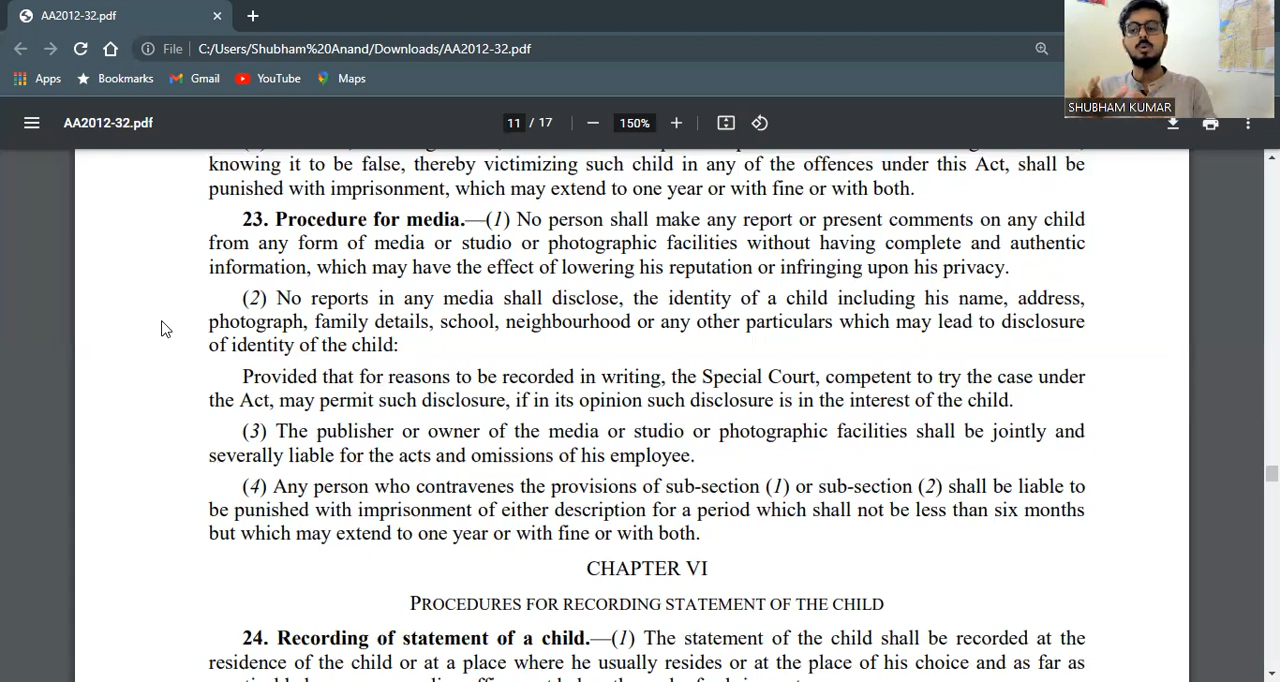 AA2012-32.pdf
File C:/Users/Shubham%20Anand/Downloads/AA2012-32.pdf
Apps Bookmarks Gmail YouTube Maps
SHUBHAM KUMAR
AA2012-32.pdf 11 / 17 150%
knowing it to be false, thereby victimizing such child in any of the offences under this Act, shall be
punished with imprisonment, which may extend to one year or with fine or with both.
23. Procedure for media.—(1) No person shall make any report or present comments on any child
from any form of media or studio or photographic facilities without having complete and authentic
information, which may have the effect of lowering his reputation or infringing upon his privacy.
(2) No reports in any media shall disclose, the identity of a child including his name, address,
photograph, family details, school, neighbourhood or any other particulars which may lead to disclosure
of identity of the child:
Provided that for reasons to be recorded in writing, the Special Court, competent to try the case under
the Act, may permit such disclosure, if in its opinion such disclosure is in the interest of the child.
(3) The publisher or owner of the media or studio or photographic facilities shall be jointly and
severally liable for the acts and omissions of his employee.
(4) Any person who contravenes the provisions of sub-section (1) or sub-section (2) shall be liable to
be punished with imprisonment of either description for a period which shall not be less than six months
but which may extend to one year or with fine or with both.
CHAPTER VI
PROCEDURES FOR RECORDING STATEMENT OF THE CHILD
24. Recording of statement of a child.—(1) The statement of the child shall be recorded at the
residence of the child or at a place where he usually resides or at the place of his choice and as far as